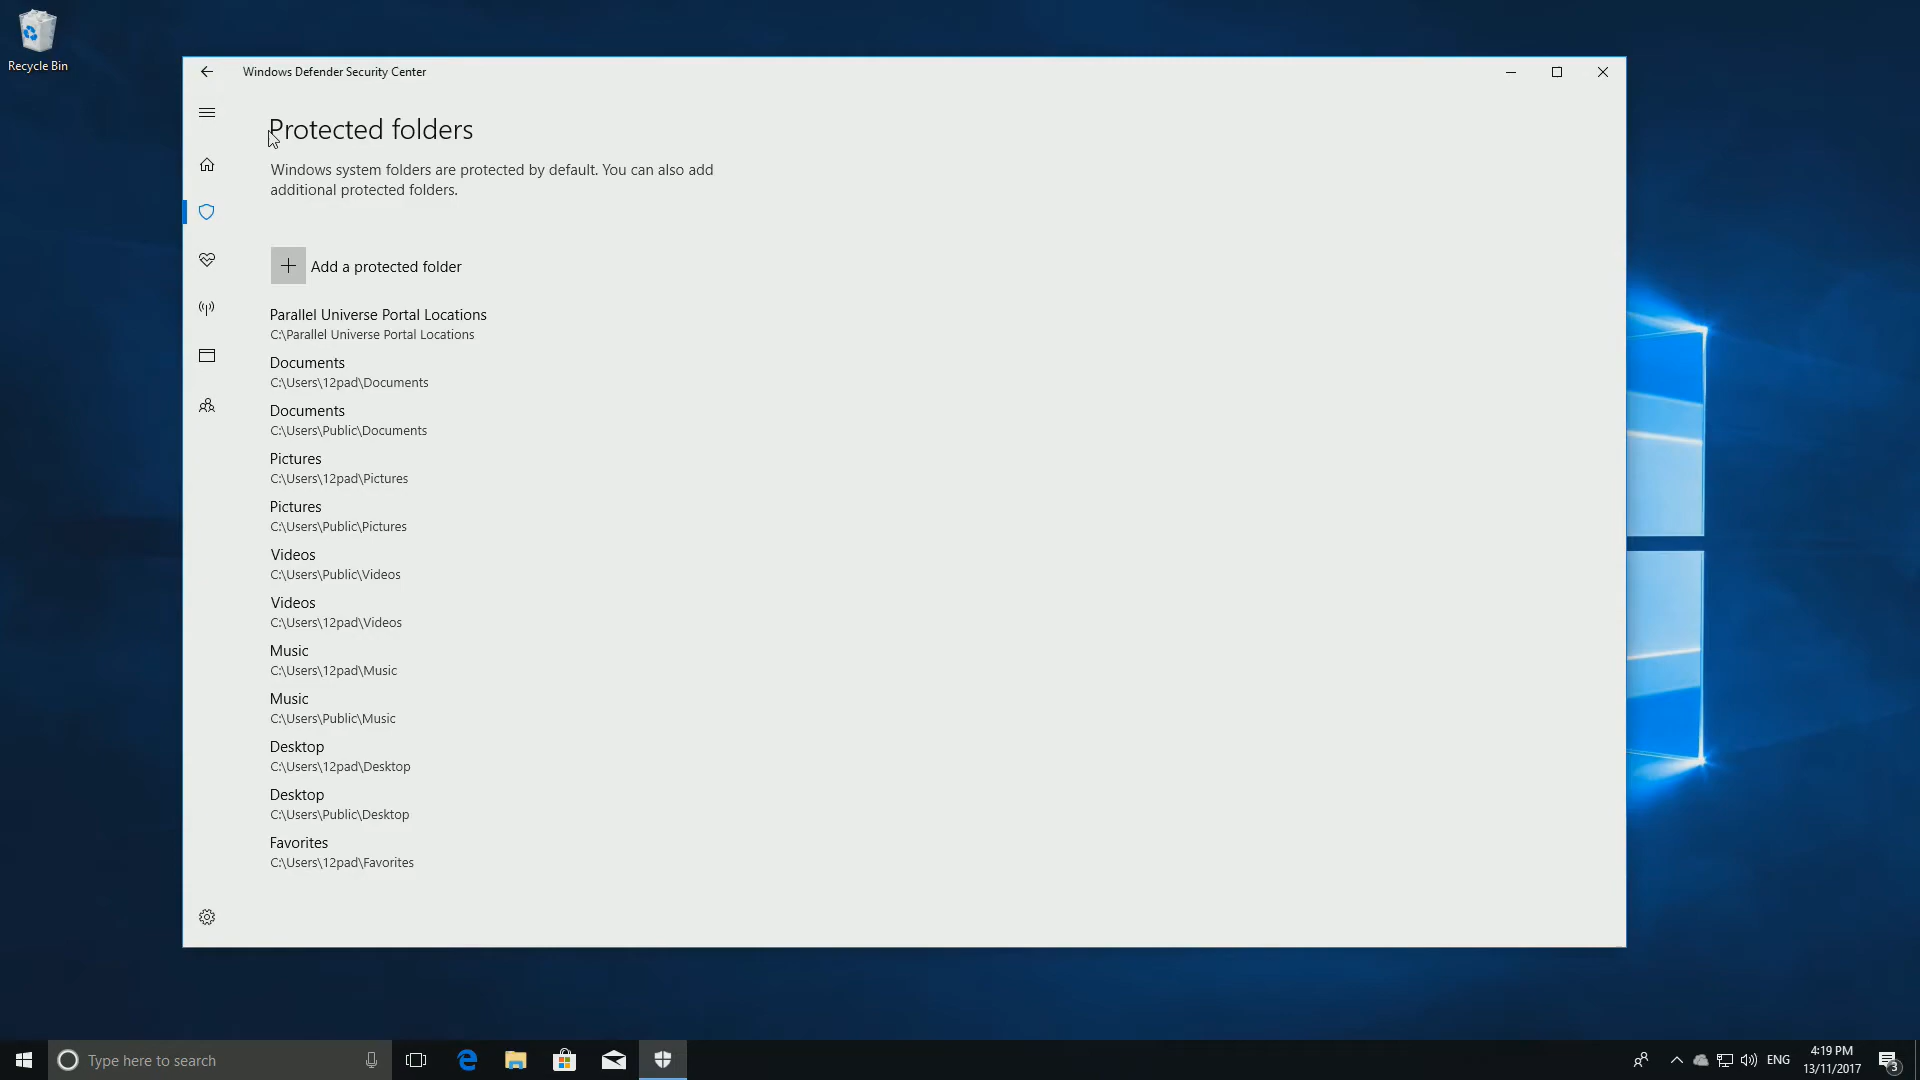 Recycle Bin
Windows Defender Security Center
Protected folders
Windows system folders are protected by default. You can also add
additional protected folders.
Add a protected folder
Parallel Universe Portal Locations
C:\Parallel Universe Portal Locations
Documents
C:\Users\12pad\Documents
Documents
C:\Users\Public\Documents
Pictures
C:\Users\12pad\Pictures
Pictures
C:\Users\Public\Pictures
Videos
C:\Users\Public\Videos
Videos
C:\Users\12pad\Videos
Music
C:\Users\12pad\Music
Music
C:\Users\Public\Music
Desktop
C:\Users\12pad\Desktop
Desktop
C:\Users\Public\Desktop
Favorites
C:\Users\12pad\Favorites
Type here to search
ENG
4:19 PM
13/11/2017
3